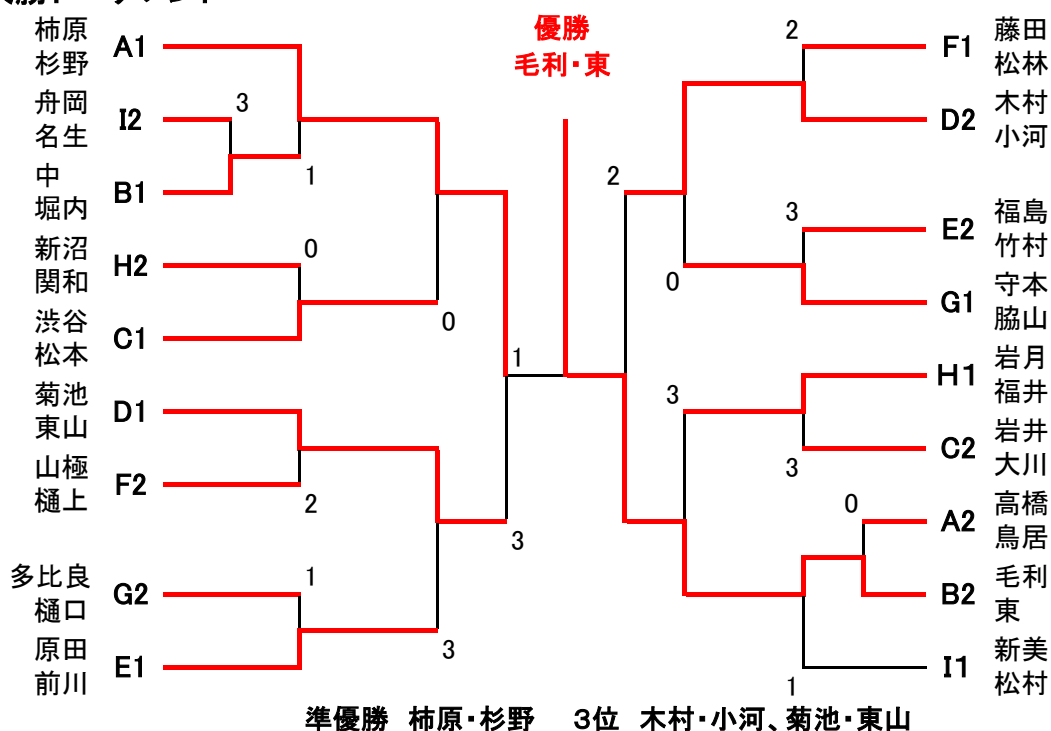 優勝
毛利・東
柿原
杉野
A1
舟岡
名生
I2
3
中
堀内
B1
1
新沼
関和
H2
0
渋谷
松本
C1
0
菊池
東山
D1
山極
樋上
F2
2
多比良
樋口
G2
1
原田
前川
E1
3
1
3
2
F1
藤田
松林
D2
木村
小河
2
3
E2
福島
竹村
0
G1
守本
脇山
H1
岩月
福井
3
C2
岩井
大川
3
0
A2
高橋
鳥居
B2
毛利
東
I1
新美
松村
1
準優勝 柿原・杉野 3位 木村・小河、菊池・東山